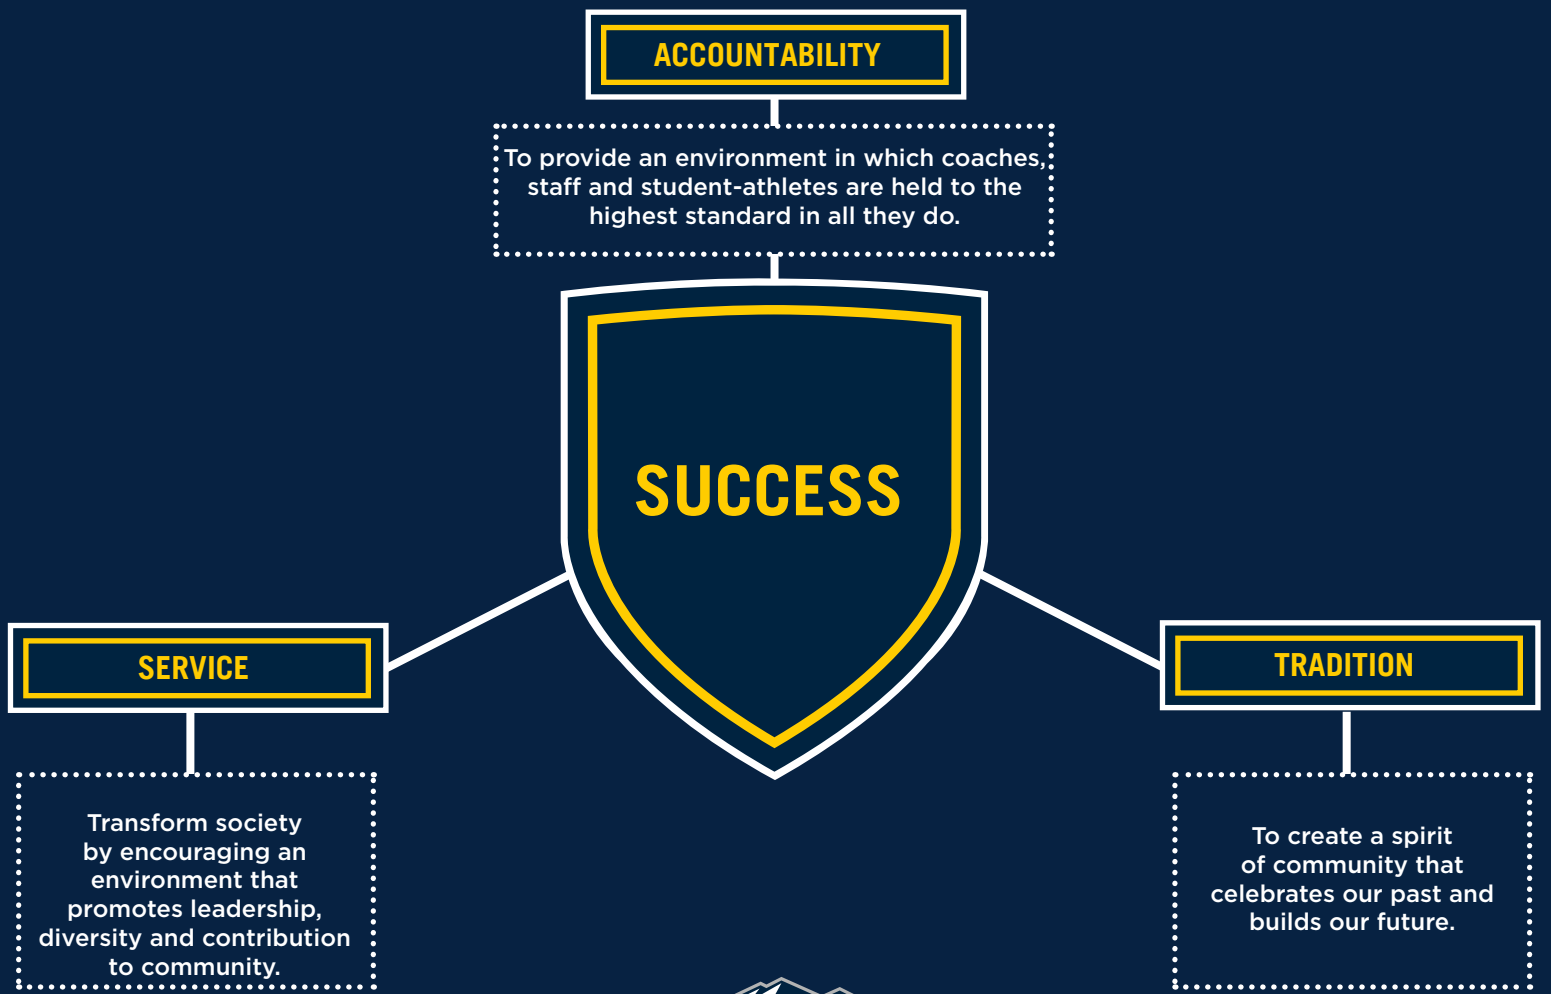 ACCOUNTABILITY
To provide an environment in which coaches,
staff and student-athletes are held to the
highest standard in all they do.
SUCCESS
SERVICE
Transform society
by encouraging an
environment that
promotes leadership,
diversity and contribution
to community.
TRADITION
To create a spirit
of community that
celebrates our past and
builds our future.